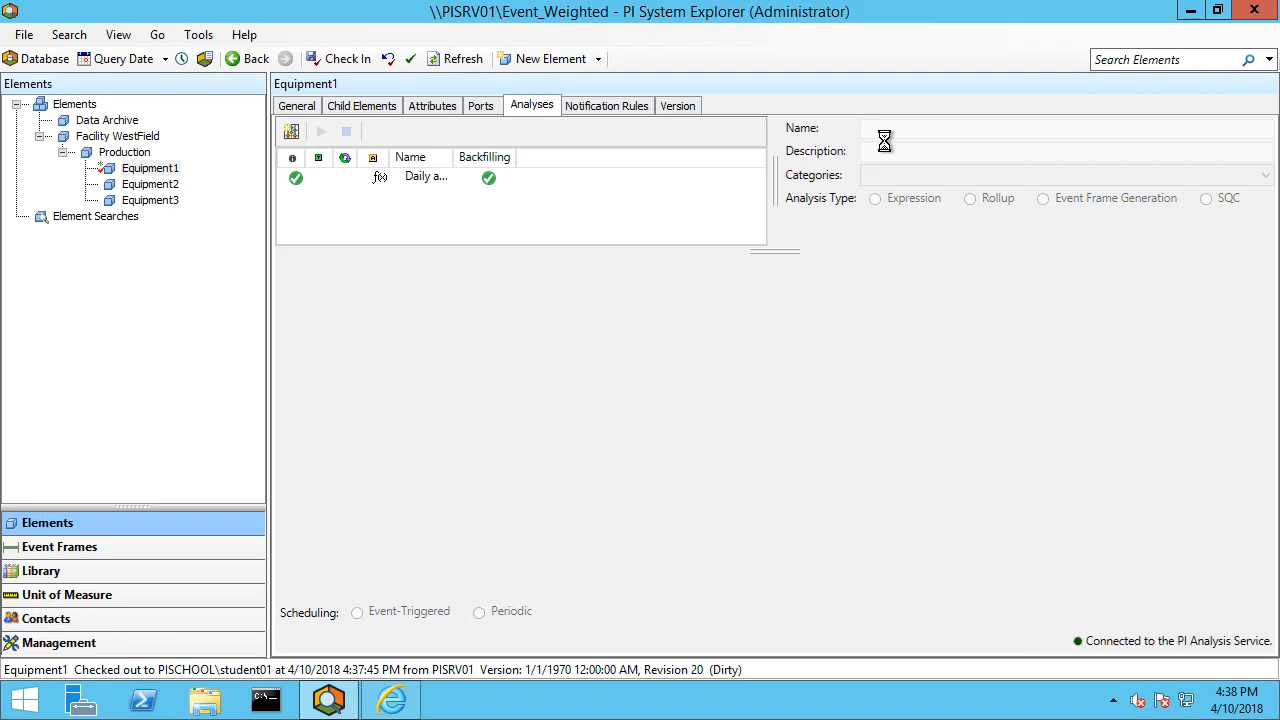 \\PISRV01\Event_Weighted - PI System Explorer (Administrator)
File Search View Go Tools Help
Database Query Date Back Check In Refresh New Element Search Elements
Elements
Elements
Data Archive
Facility WestField
Production
Equipment1
Equipment2
Equipment3
Element Searches
Equipment1
General Child Elements Attributes Ports Analyses Notification Rules Version
Name Backfilling
f(x) Daily a...
Name:
Description:
Categories:
Analysis Type: Expression Rollup Event Frame Generation SQC
Elements
Event Frames
Library
Unit of Measure
Contacts
Management
Scheduling: Event-Triggered Periodic
Connected to the PI Analysis Service.
Equipment1 Checked out to PISCHOOL\student01 at 4/10/2018 4:37:45 PM from PISRV01 Version: 1/1/1970 12:00:00 AM, Revision 20 (Dirty)
4:38 PM
4/10/2018